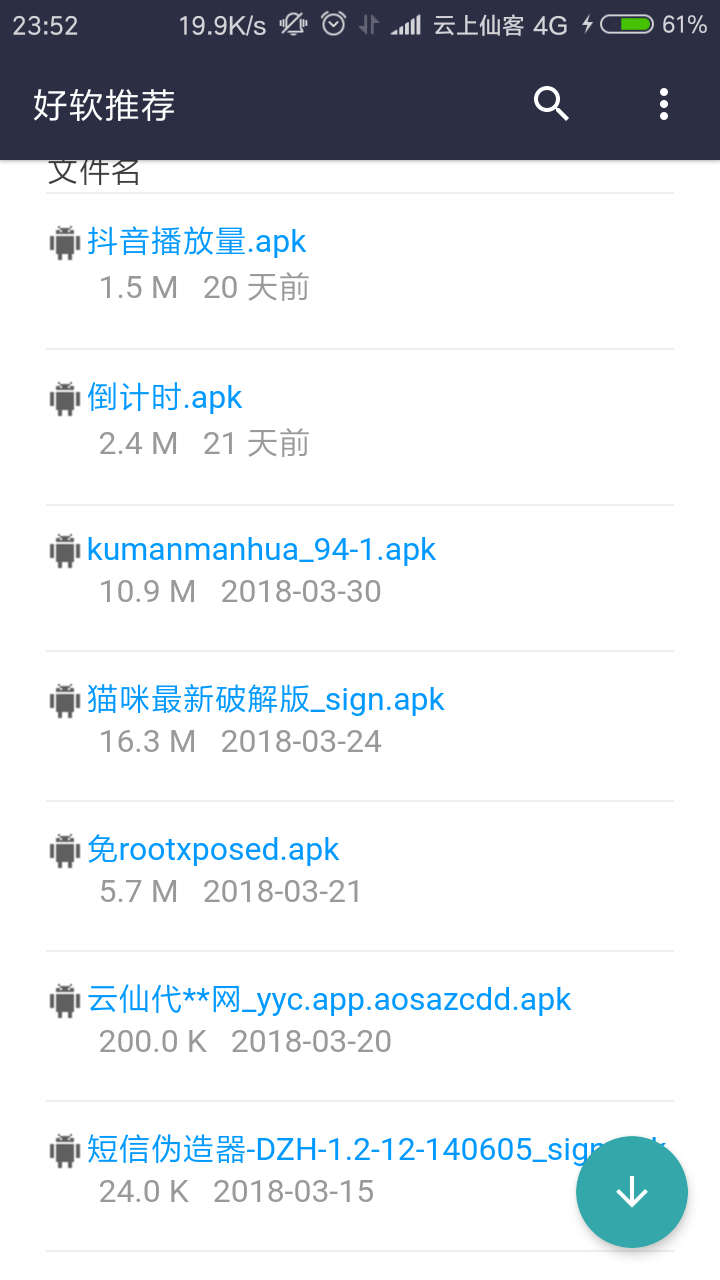 23:52 19.9K/s 云上仙客 4G 61%
好软推荐
文件名
抖音播放量.apk
1.5 M 20 天前
倒计时.apk
2.4 M 21 天前
kumanmanhua_94-1.apk
10.9 M 2018-03-30
猫咪最新破解版_sign.apk
16.3 M 2018-03-24
免rootxposed.apk
5.7 M 2018-03-21
云仙代**网_yyc.app.aosazcdd.apk
200.0 K 2018-03-20
短信伪造器-DZH-1.2-12-140605_sign
24.0 K 2018-03-15